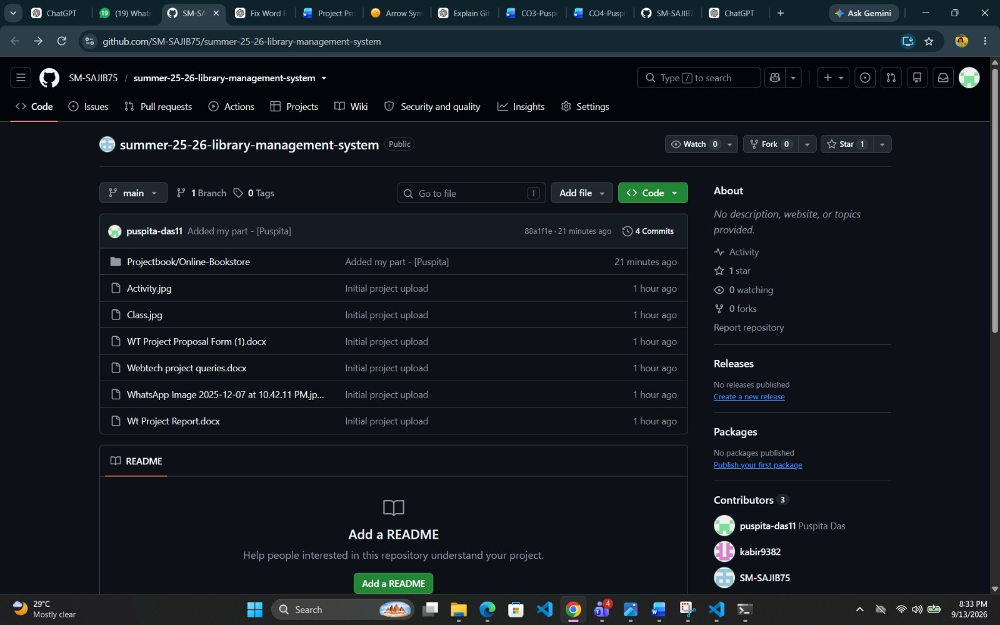 ChatGPT
(19) Whats
SM-SA
Fix Word E
Project Pro
Arrow Sym
Explain Git
CO3-Puspi
CO4-Puspi
SM-SAJIB7
ChatGPT
Ask Gemini
github.com/SM-SAJIB75/summer-25-26-library-management-system
SM-SAJIB75 / summer-25-26-library-management-system
Type / to search
Code
Issues
Pull requests
Actions
Projects
Wiki
Security and quality
Insights
Settings
summer-25-26-library-management-system Public
Watch 0
Fork 0
Star 1
main
1 Branch
0 Tags
Go to file T
Add file
Code
puspita-das11 Added my part - [Puspita] 88a1f1e · 21 minutes ago 4 Commits
Projectbook/Online-Bookstore Added my part - [Puspita] 21 minutes ago
Activity.jpg Initial project upload 1 hour ago
Class.jpg Initial project upload 1 hour ago
WT Project Proposal Form (1).docx Initial project upload 1 hour ago
Webtech project queries.docx Initial project upload 1 hour ago
WhatsApp Image 2025-12-07 at 10.42.11 PM.jp... Initial project upload 1 hour ago
Wt Project Report.docx Initial project upload 1 hour ago
README
Add a README
Help people interested in this repository understand your project.
Add a README
About
No description, website, or topics
provided.
Activity
1 star
0 watching
0 forks
Report repository
Releases
No releases published
Create a new release
Packages
No packages published
Publish your first package
Contributors 3
puspita-das11 Puspita Das
kabir9382
SM-SAJIB75
29°C
Mostly clear
Search
4
8:33 PM
9/13/2026